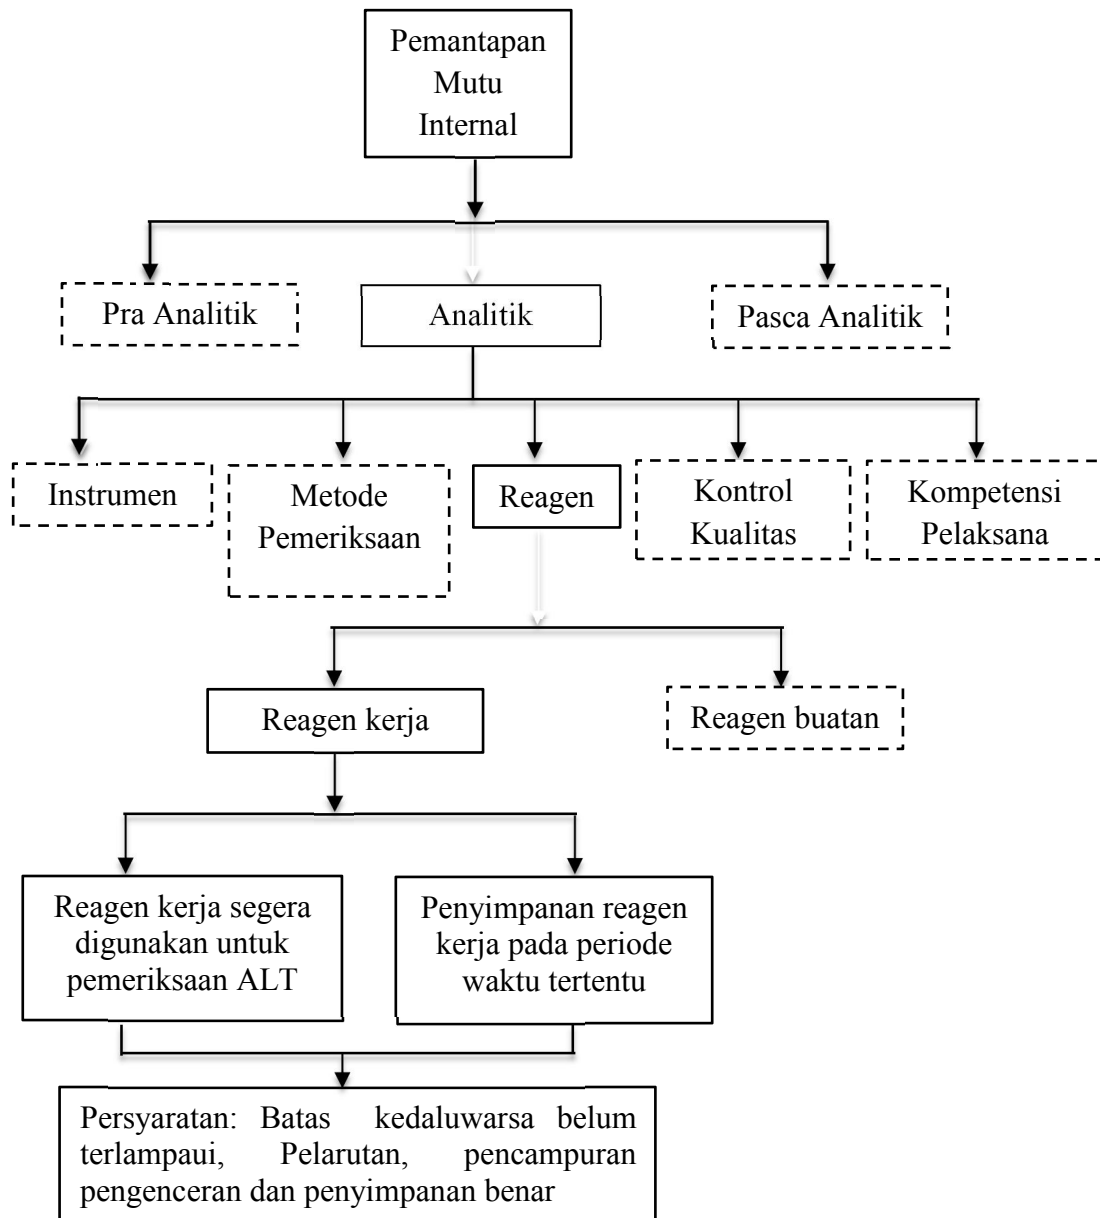 Pemantapan
Mutu
Internal
Pra Analitik
Analitik
Pasca Analitik
Instrumen
Metode
Pemeriksaan
Reagen
Kontrol
Kualitas
Kompetensi
Pelaksana
Reagen kerja
Reagen buatan
Reagen kerja segera
digunakan untuk
pemeriksaan ALT
Penyimpanan reagen
kerja pada periode
waktu tertentu
Persyaratan: Batas kedaluwarsa belum
terlampaui, Pelarutan, pencampuran
pengenceran dan penyimpanan benar